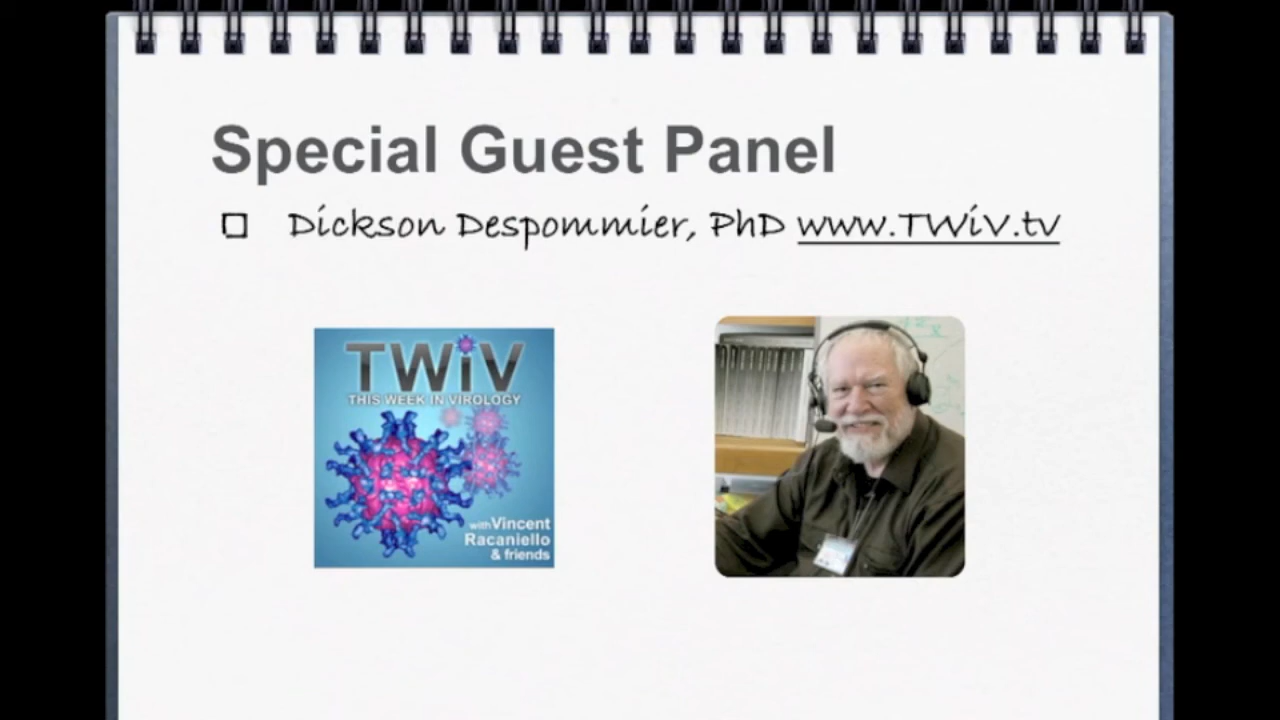 Special Guest Panel
Dickson Despommier, PhD www.TWiV.tv
TWiV
THIS WEEK IN VIROLOGY
with Vincent
Racaniello
& friends